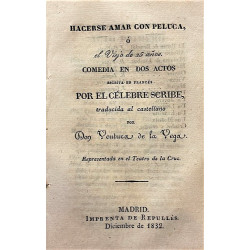 HACERSE AMAR CON PELUCA,
ó
el Viejo de 25 años.
COMEDIA EN DOS ACTOS
ESCRITA EN FRANCES
POR EL CÉLEBRE SCRIBE,
traducida al castellano
POR
Don Ventura de la Vega.
Representada en el Teatro de la Cruz.
MADRID.
IMPRENTA DE REPULLÉS.
Diciembre de 1832.